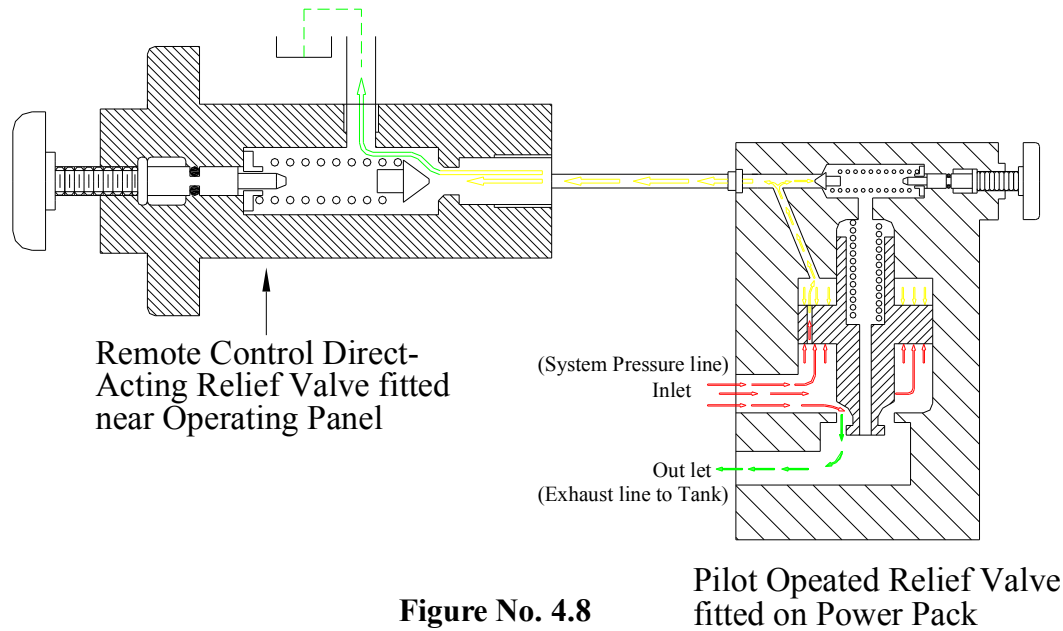 Remote Control Direct-
Acting Relief Valve fitted
near Operating Panel
(System Pressure line)
Inlet
Out let
(Exhaust line to Tank)
Figure No. 4.8
Pilot Opeated Relief Valve
fitted on Power Pack